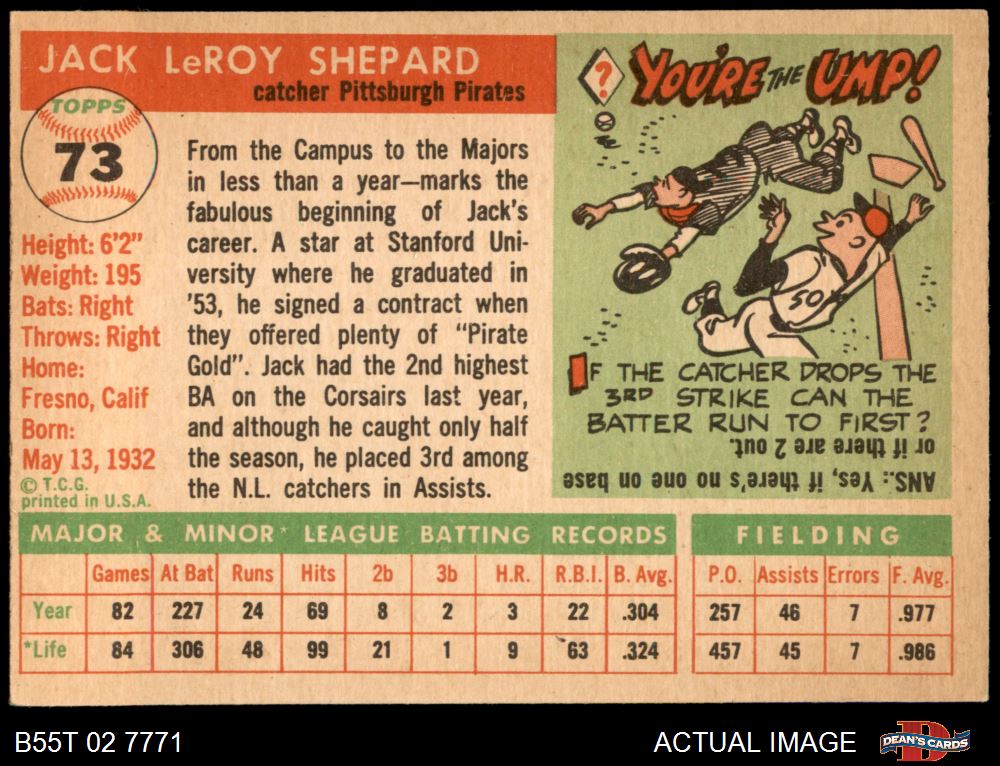 JACK LeROY SHEPARD
catcher Pittsburgh Pirates
TOPPS
73
Height: 6'2"
Weight: 195
Bats: Right
Throws: Right
Home:
Fresno, Calif
Born:
May 13, 1932
© T.C.G.
printed in U.S.A.
From the Campus to the Majors
in less than a year—marks the
fabulous beginning of Jack's
career. A star at Stanford Uni-
versity where he graduated in
'53, he signed a contract when
they offered plenty of "Pirate
Gold". Jack had the 2nd highest
BA on the Corsairs last year,
and although he caught only half
the season, he placed 3rd among
the N.L. catchers in Assists.
?
YOU'RE THE UMP!
50
IF THE CATCHER DROPS THE
3RD STRIKE CAN THE
BATTER RUN TO FIRST?
ANS.: Yes, if there's no one on base
or if there are 2 out.
MAJOR & MINOR* LEAGUE BATTING RECORDS
Games At Bat Runs Hits 2b 3b H.R. R.B.I. B. Avg.
Year 82 227 24 69 8 2 3 22 .304
*Life 84 306 48 99 21 1 9 63 .324
FIELDING
P.O. Assists Errors F. Avg.
257 46 7 .977
457 45 7 .986
B55T 02 7771
ACTUAL IMAGE
D
DEAN'S CARDS